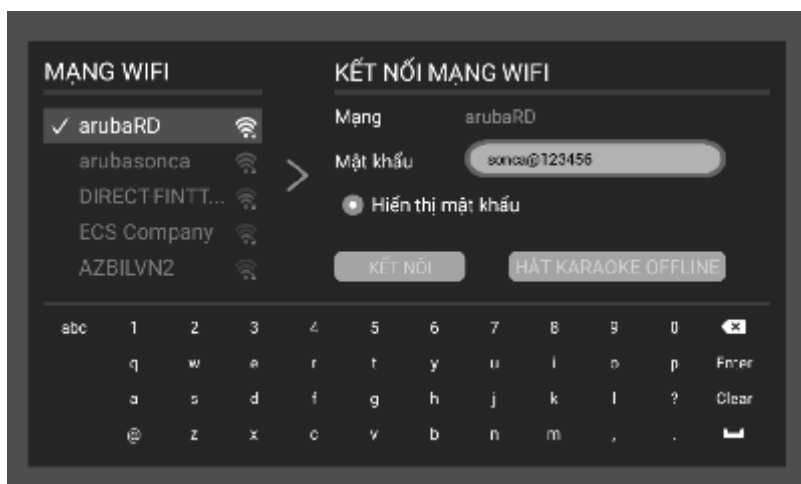 MẠNG WIFI
arubaRD
arubasonca
DIRECT-FINTT...
ECS Company
AZBILVN2
KẾT NỐI MẠNG WIFI
Mạng arubaRD
Mật khẩu sonca@123456
Hiển thị mật khẩu
KẾT NỐI HÁT KARAOKE OFFLINE
abc 1 2 3 4 5 6 7 8 9 0
q w e r t y u i o p Enter
a s d f g h j k l ? Clear
@ z x c v b n m , .